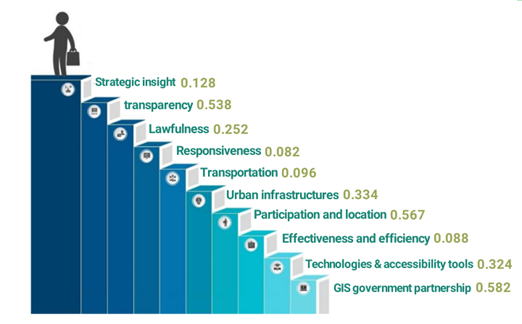 Strategic insight 0.128
transparency 0.538
Lawfulness 0.252
Responsiveness 0.082
Transportation 0.096
Urban infrastructures 0.334
Participation and location 0.567
Effectiveness and efficiency 0.088
Technologies & accessibility tools 0.324
GIS government partnership 0.582